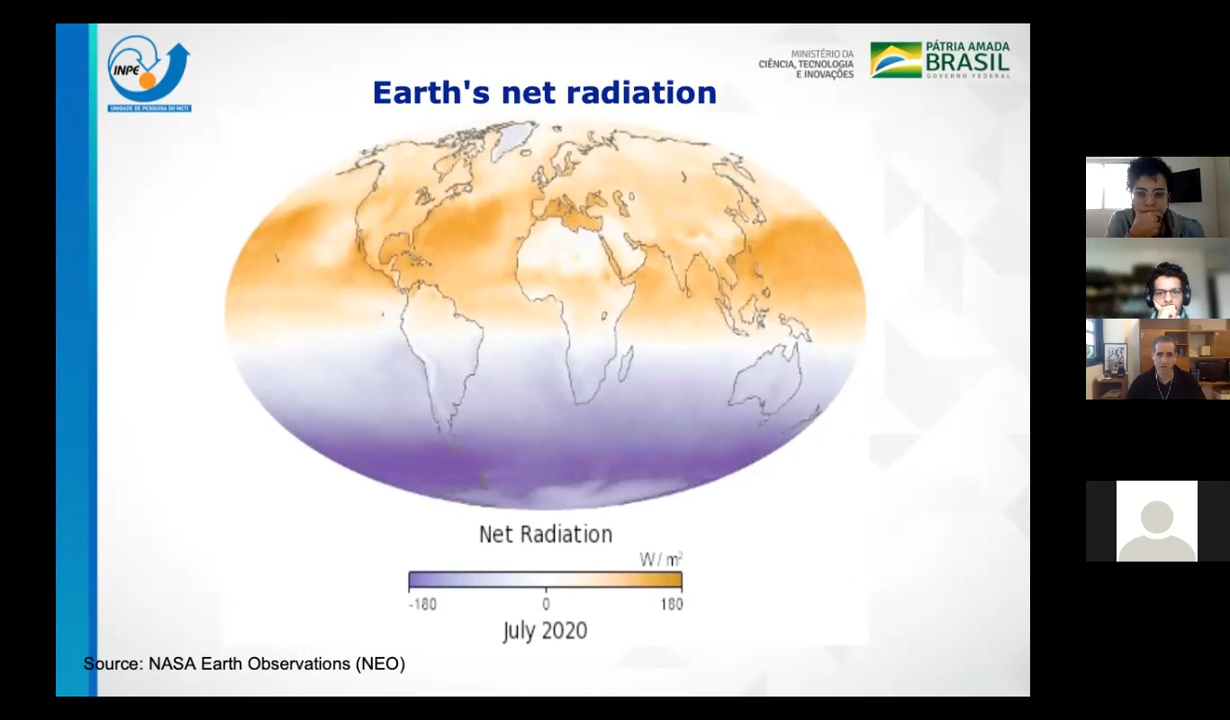 INPE
UNIDADE DE PESQUISA DO MCTI
MINISTÉRIO DA
CIÊNCIA, TECNOLOGIA
E INOVAÇÕES
PÁTRIA AMADA
BRASIL
GOVERNO FEDERAL
Earth's net radiation
Net Radiation
W / m²
-180 0 180
July 2020
Source: NASA Earth Observations (NEO)